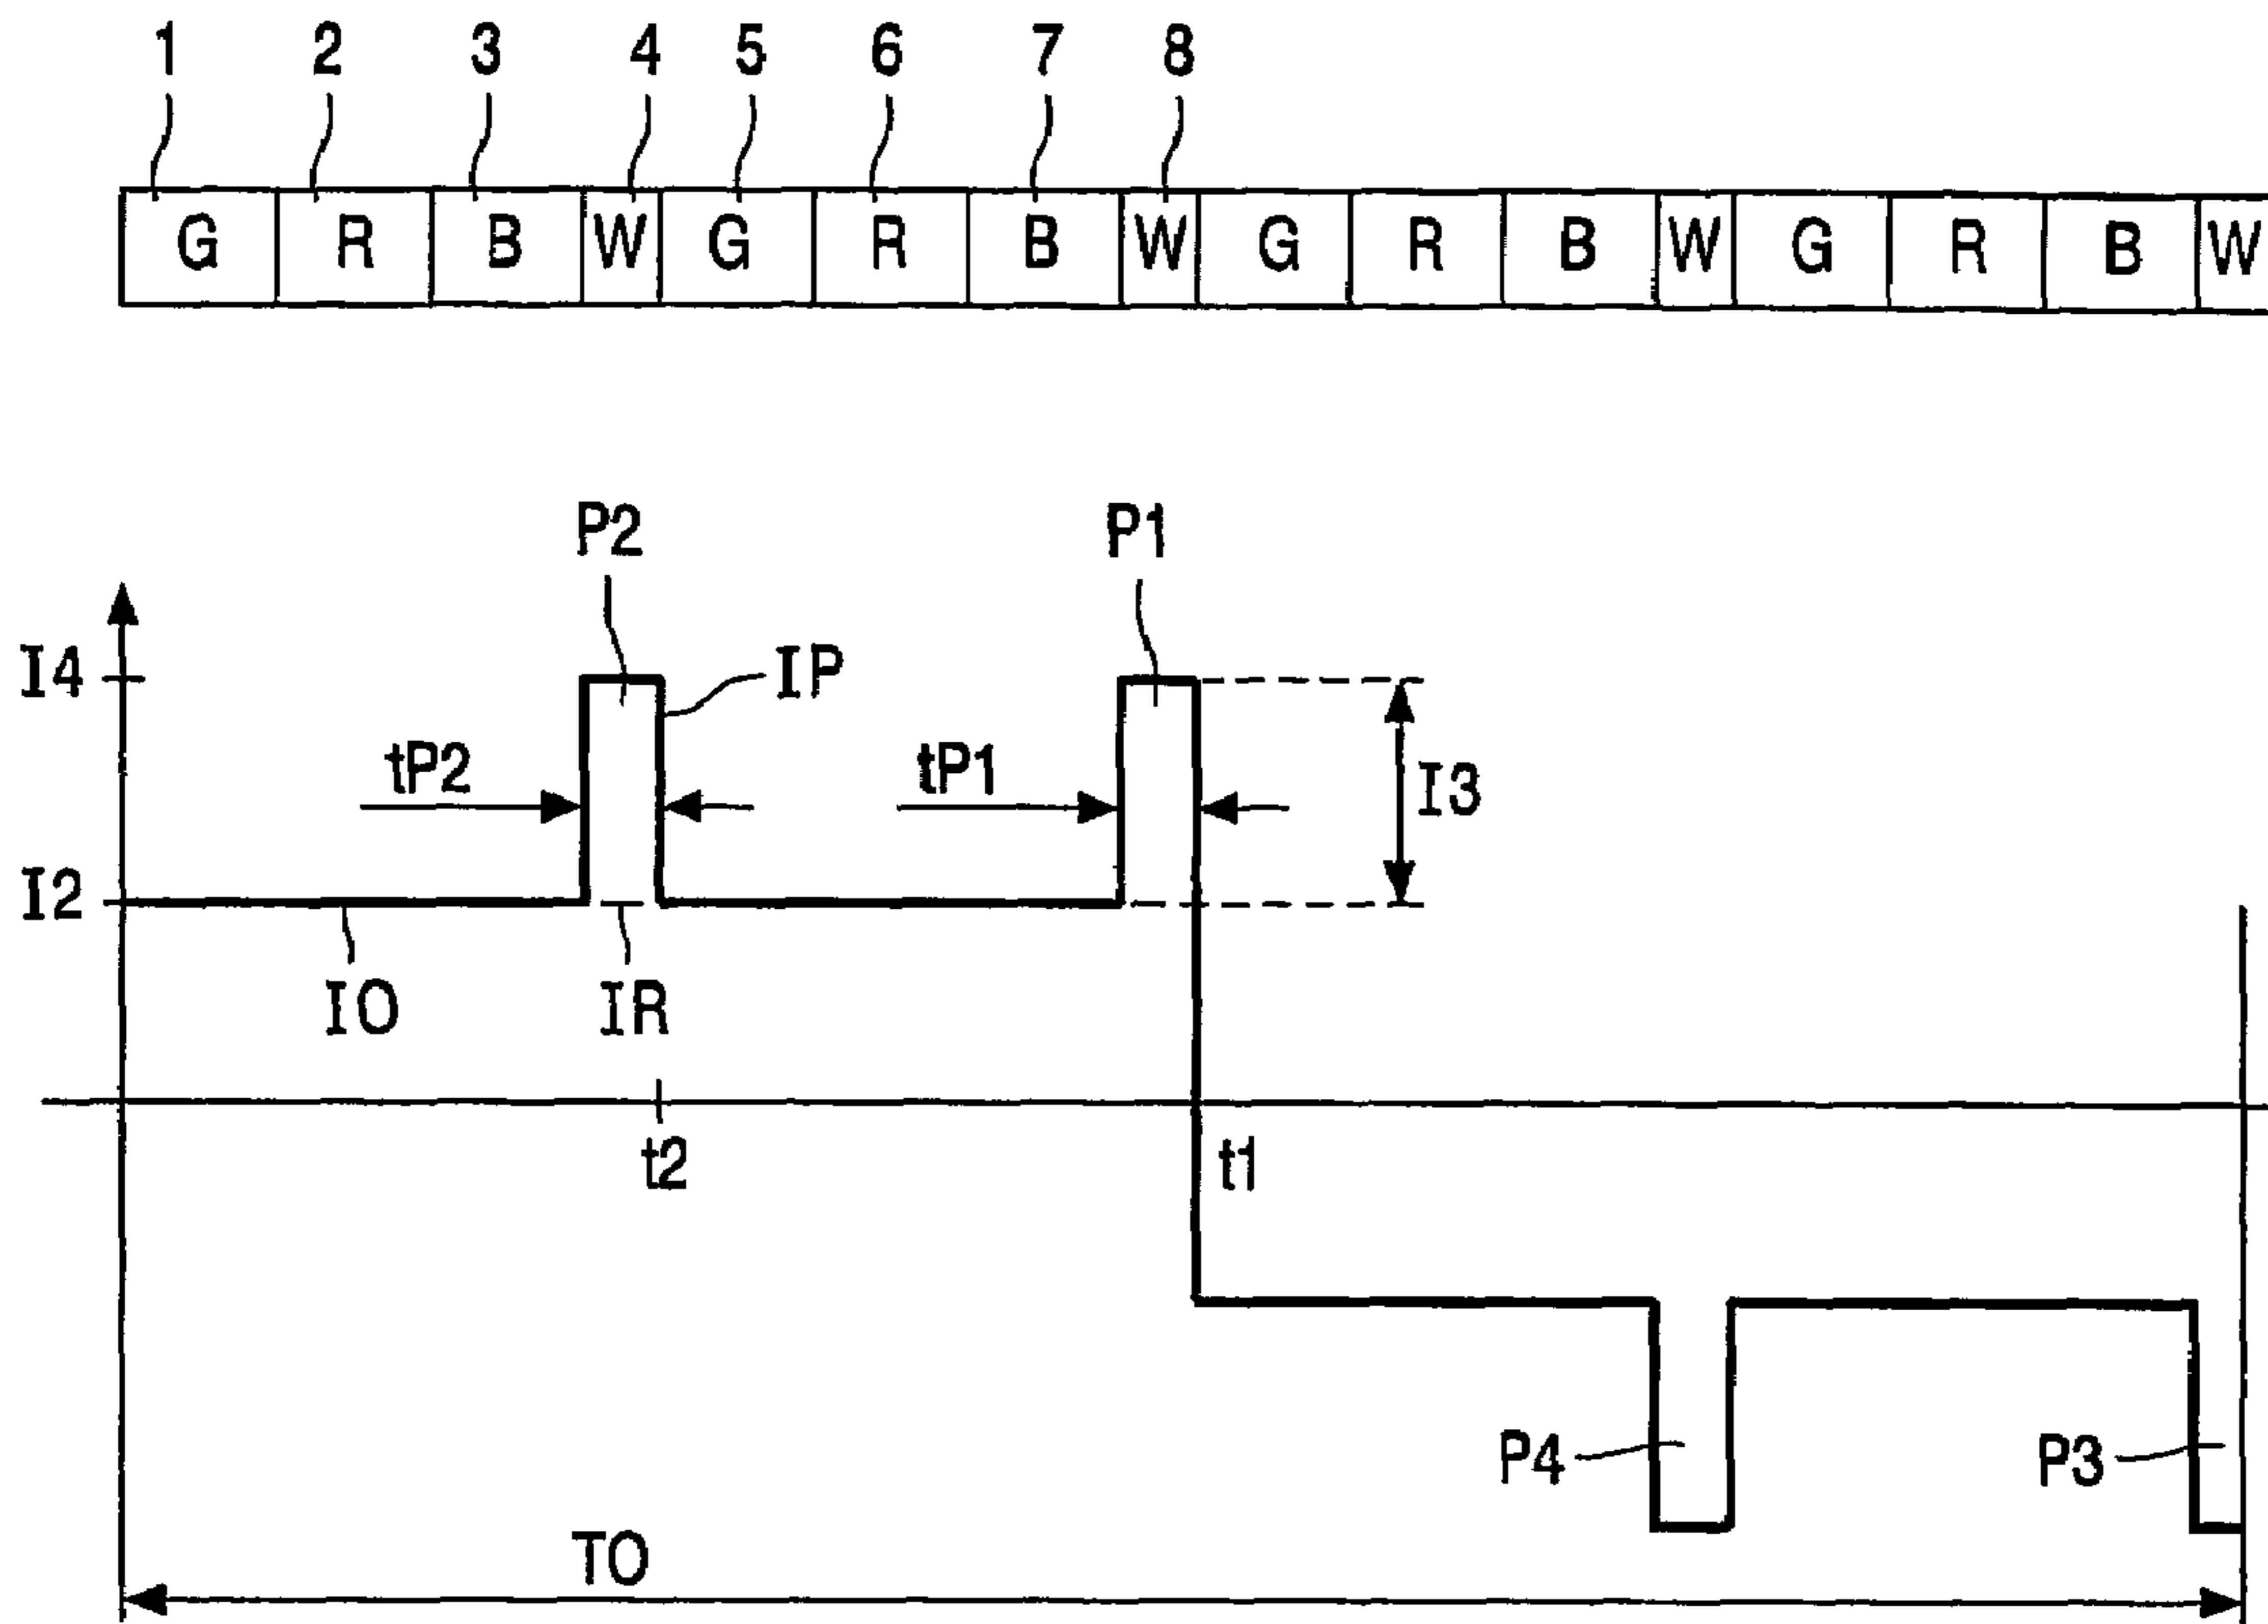 1 2 3 4 5 6 7 8
G R B W G R B W G R B W G R B W
P2 P1
I4 IP
tP2 tP1 I3
I2
IO IR
t2 t1
P4 P3
TO